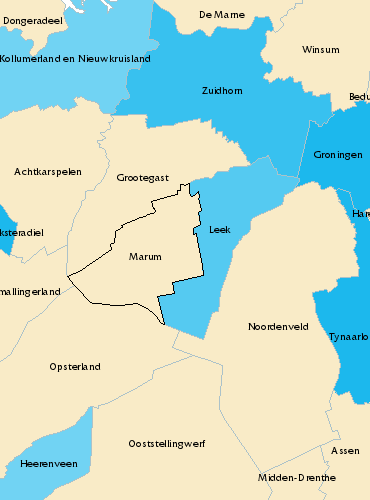 De Marne
Dongeradeel
Winsum
Kollumerland en Nieuwkruisland
Zuidhorn
Bedu
Groningen
Achtkarspelen
Grootegast
Hare
Leek
ksteradiel
Marum
mallingerland
Noordenveld
Tynaarlo
Opsterland
Ooststellingwerf
Assen
Heerenveen
Midden-Drenthe